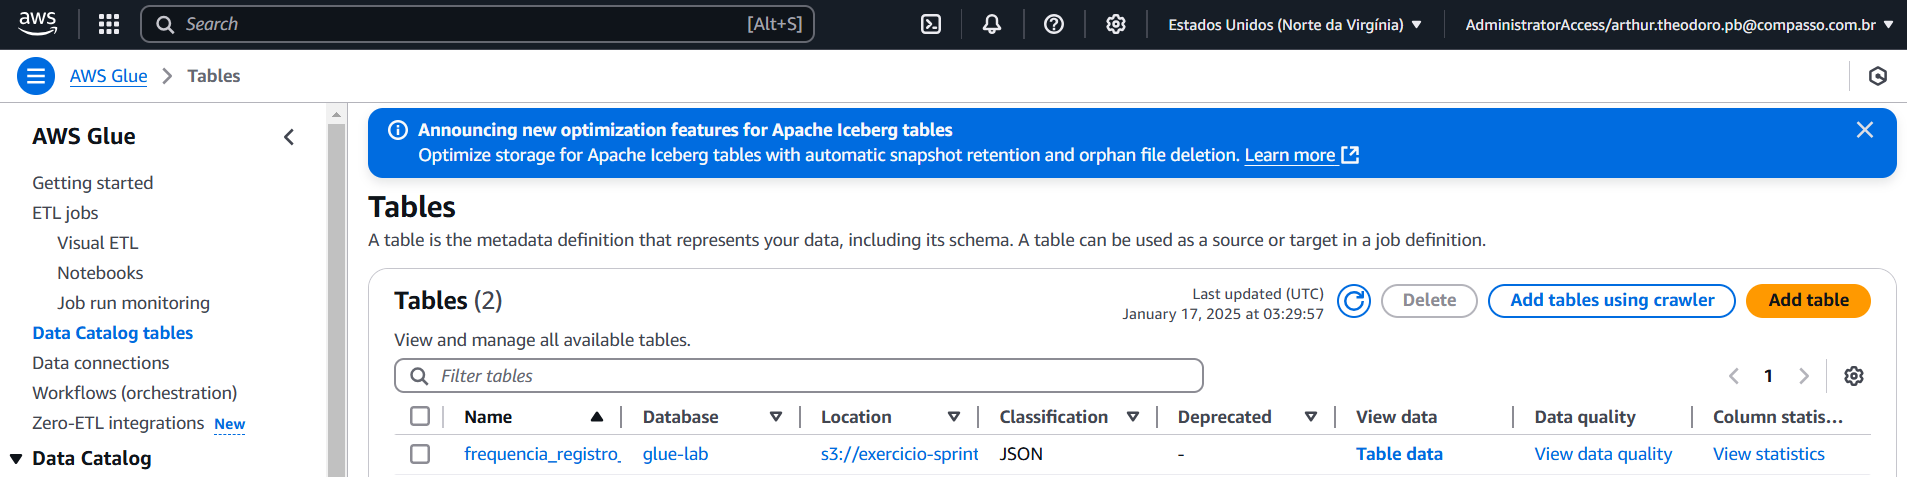 aws
Search
[Alt+S]
Estados Unidos (Norte da Virgínia)
AdministratorAccess/arthur.theodoro.pb@compasso.com.br
AWS Glue
Tables
AWS Glue
Getting started
ETL jobs
Visual ETL
Notebooks
Job run monitoring
Data Catalog tables
Data connections
Workflows (orchestration)
Zero-ETL integrations New
Data Catalog
Announcing new optimization features for Apache Iceberg tables
Optimize storage for Apache Iceberg tables with automatic snapshot retention and orphan file deletion. Learn more
Tables
A table is the metadata definition that represents your data, including its schema. A table can be used as a source or target in a job definition.
Tables (2)
Last updated (UTC)
January 17, 2025 at 03:29:57
Delete
Add tables using crawler
Add table
View and manage all available tables.
Filter tables
1
Name Database Location Classification Deprecated View data Data quality Column statis...
frequencia_registro_ glue-lab s3://exercicio-sprint JSON - Table data View data quality View statistics